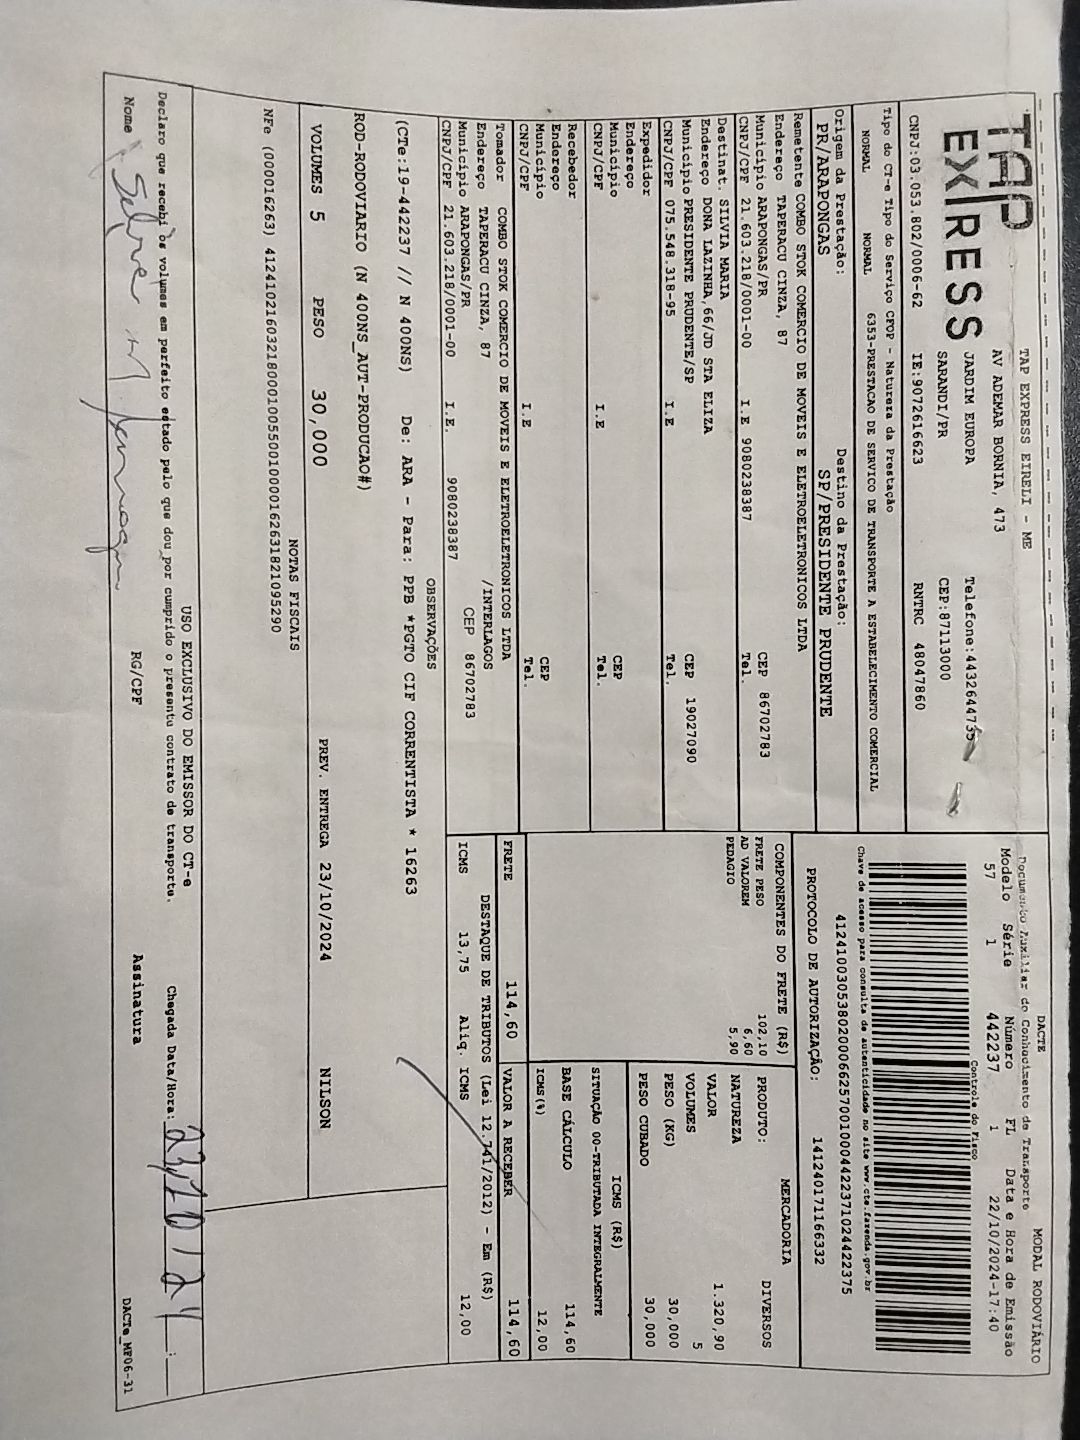 TAP EXPRESS
TAP EXPRESS EIRELI - ME
AV ADEMAR BORNIA, 473
JARDIM EUROPA Telefone:4432644735
SARANDI/PR CEP:87113000
CNPJ:03.053.802/0006-62 IE:9072616623 RNTRC 48047860
DACTE MODAL RODOVIÁRIO
Documento Auxiliar do Conhecimento de Transporte
Modelo Série Número FL Data e Hora de Emissão
57 1 442237 1 22/10/2024-17:40
Controle do Fisco
Chave de acesso para consulta de autenticidade no site www.cte.fazenda.gov.br
41241003053802000662570010004422371024422375
PROTOCOLO DE AUTORIZAÇÃO: 141240171166332
Tipo do CT-e Tipo do Serviço CFOP - Natureza da Prestação
NORMAL NORMAL 6353-PRESTACAO DE SERVICO DE TRANSPORTE A ESTABELECIMENTO COMERCIAL
Origem da Prestação: Destino da Prestação:
PR/ARAPONGAS SP/PRESIDENTE PRUDENTE
Remetente COMBO STOK COMERCIO DE MOVEIS E ELETROELETRONICOS LTDA
Endereço TAPERACU CINZA, 87
Município ARAPONGAS/PR CEP 86702783
CNPJ/CPF 21.603.218/0001-00 I.E 9080238387 Tel.
Destinat. SILVIA MARIA
Endereço DONA LAZINHA,66/JD STA ELIZA
Município PRESIDENTE PRUDENTE/SP CEP 19027090
CNPJ/CPF 075.548.318-95 I.E Tel.
Expedidor
Endereço
Município CEP
CNPJ/CPF I.E Tel.
Recebedor
Endereço
Município CEP
CNPJ/CPF I.E Tel.
Tomador COMBO STOK COMERCIO DE MOVEIS E ELETROELETRONICOS LTDA
Endereço TAPERACU CINZA, 87 /INTERLAGOS
Município ARAPONGAS/PR CEP 86702783
CNPJ/CPF 21.603.218/0001-00 I.E. 9080238387
COMPONENTES DO FRETE (R$)
FRETE PESO 102,10
AD VALOREM 6,60
PEDAGIO 5,90
MERCADORIA
PRODUTO: DIVERSOS
NATUREZA
VALOR 1.320,90
VOLUMES 5
PESO (KG) 30,000
PESO CUBADO 30,000
ICMS (R$)
SITUAÇÃO 00-TRIBUTADA INTEGRALMENTE
BASE CÁLCULO 114,60
ICMS(%) 12,00
FRETE 114,60 VALOR A RECEBER 114,60
DESTAQUE DE TRIBUTOS (Lei 12.741/2012) - Em (R$)
ICMS 13,75 Aliq. ICMS 12,00
OBSERVAÇÕES
(CTe:19-442237 // N 400NS) De: ARA - Para: PPB *PGTO CIF CORRENTISTA * 16263
ROD-RODOVIARIO (N 400NS_AUT-PRODUCAO#)
VOLUMES 5 PESO 30,000 PREV. ENTREGA 23/10/2024 NILSON
NOTAS FISCAIS
NFe (000016263) 41241021603218000100550010000162631821095290
USO EXCLUSIVO DO EMISSOR DO CT-e
Declaro que recebi os volumes em perfeito estado pelo que dou por cumprido o presente contrato de transporte. Chegada Data/Hora: 23/10/24 :
Nome RG/CPF Assinatura DACTe_MF06-31